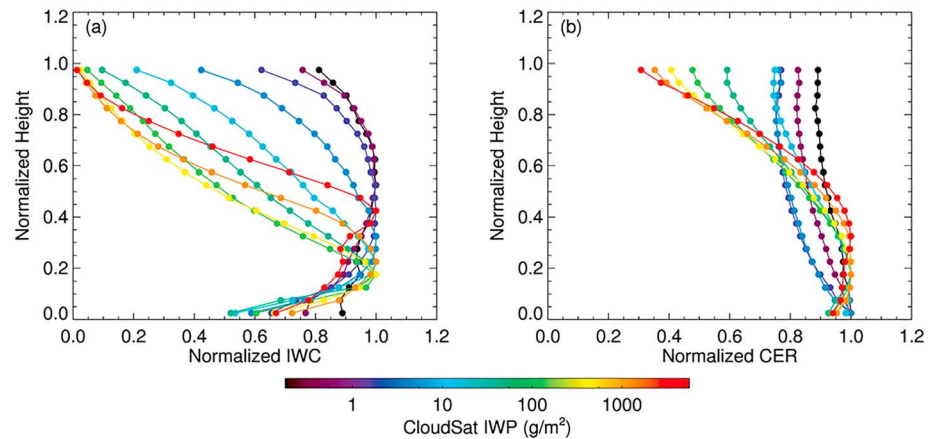 (a)
Normalized Height
1.2
1.0
0.8
0.6
0.4
0.2
0.0
0.0 0.2 0.4 0.6 0.8 1.0 1.2
Normalized IWC
(b)
Normalized Height
1.2
1.0
0.8
0.6
0.4
0.2
0.0
0.0 0.2 0.4 0.6 0.8 1.0 1.2
Normalized CER
1 10 100 1000
CloudSat IWP (g/m²)